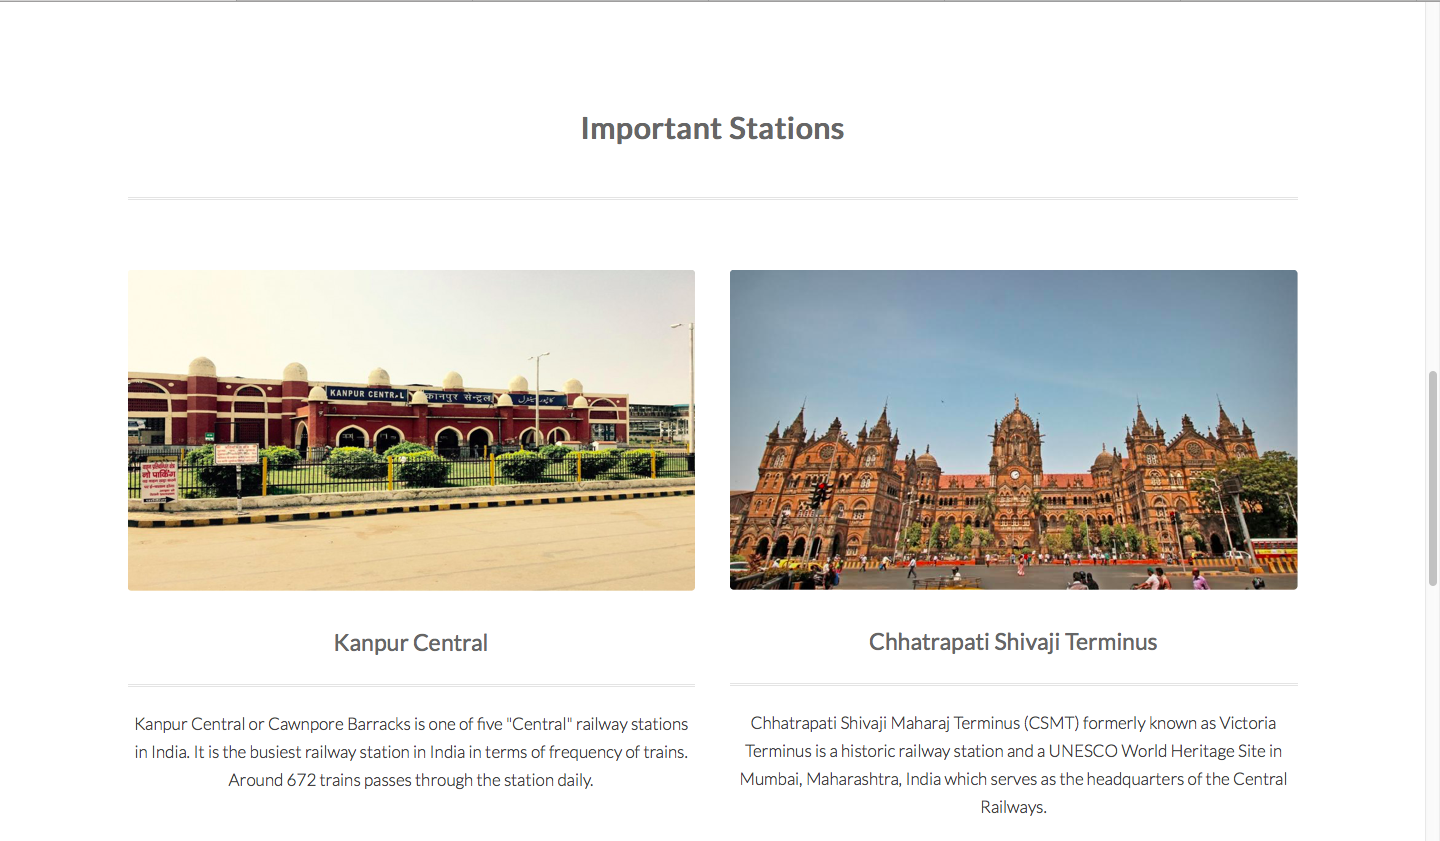 Important Stations
KANPUR CENTRAL
कानपुर सेन्ट्रल
नो पार्किंग
Kanpur Central
Kanpur Central or Cawnpore Barracks is one of five "Central" railway stations
in India. It is the busiest railway station in India in terms of frequency of trains.
Around 672 trains passes through the station daily.
Chhatrapati Shivaji Terminus
Chhatrapati Shivaji Maharaj Terminus (CSMT) formerly known as Victoria
Terminus is a historic railway station and a UNESCO World Heritage Site in
Mumbai, Maharashtra, India which serves as the headquarters of the Central
Railways.